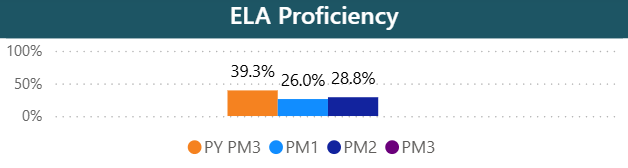 ELA Proficiency
100%
39.3%
26.0%
28.8%
50%
0%
PY PM3
PM1
PM2
PM3